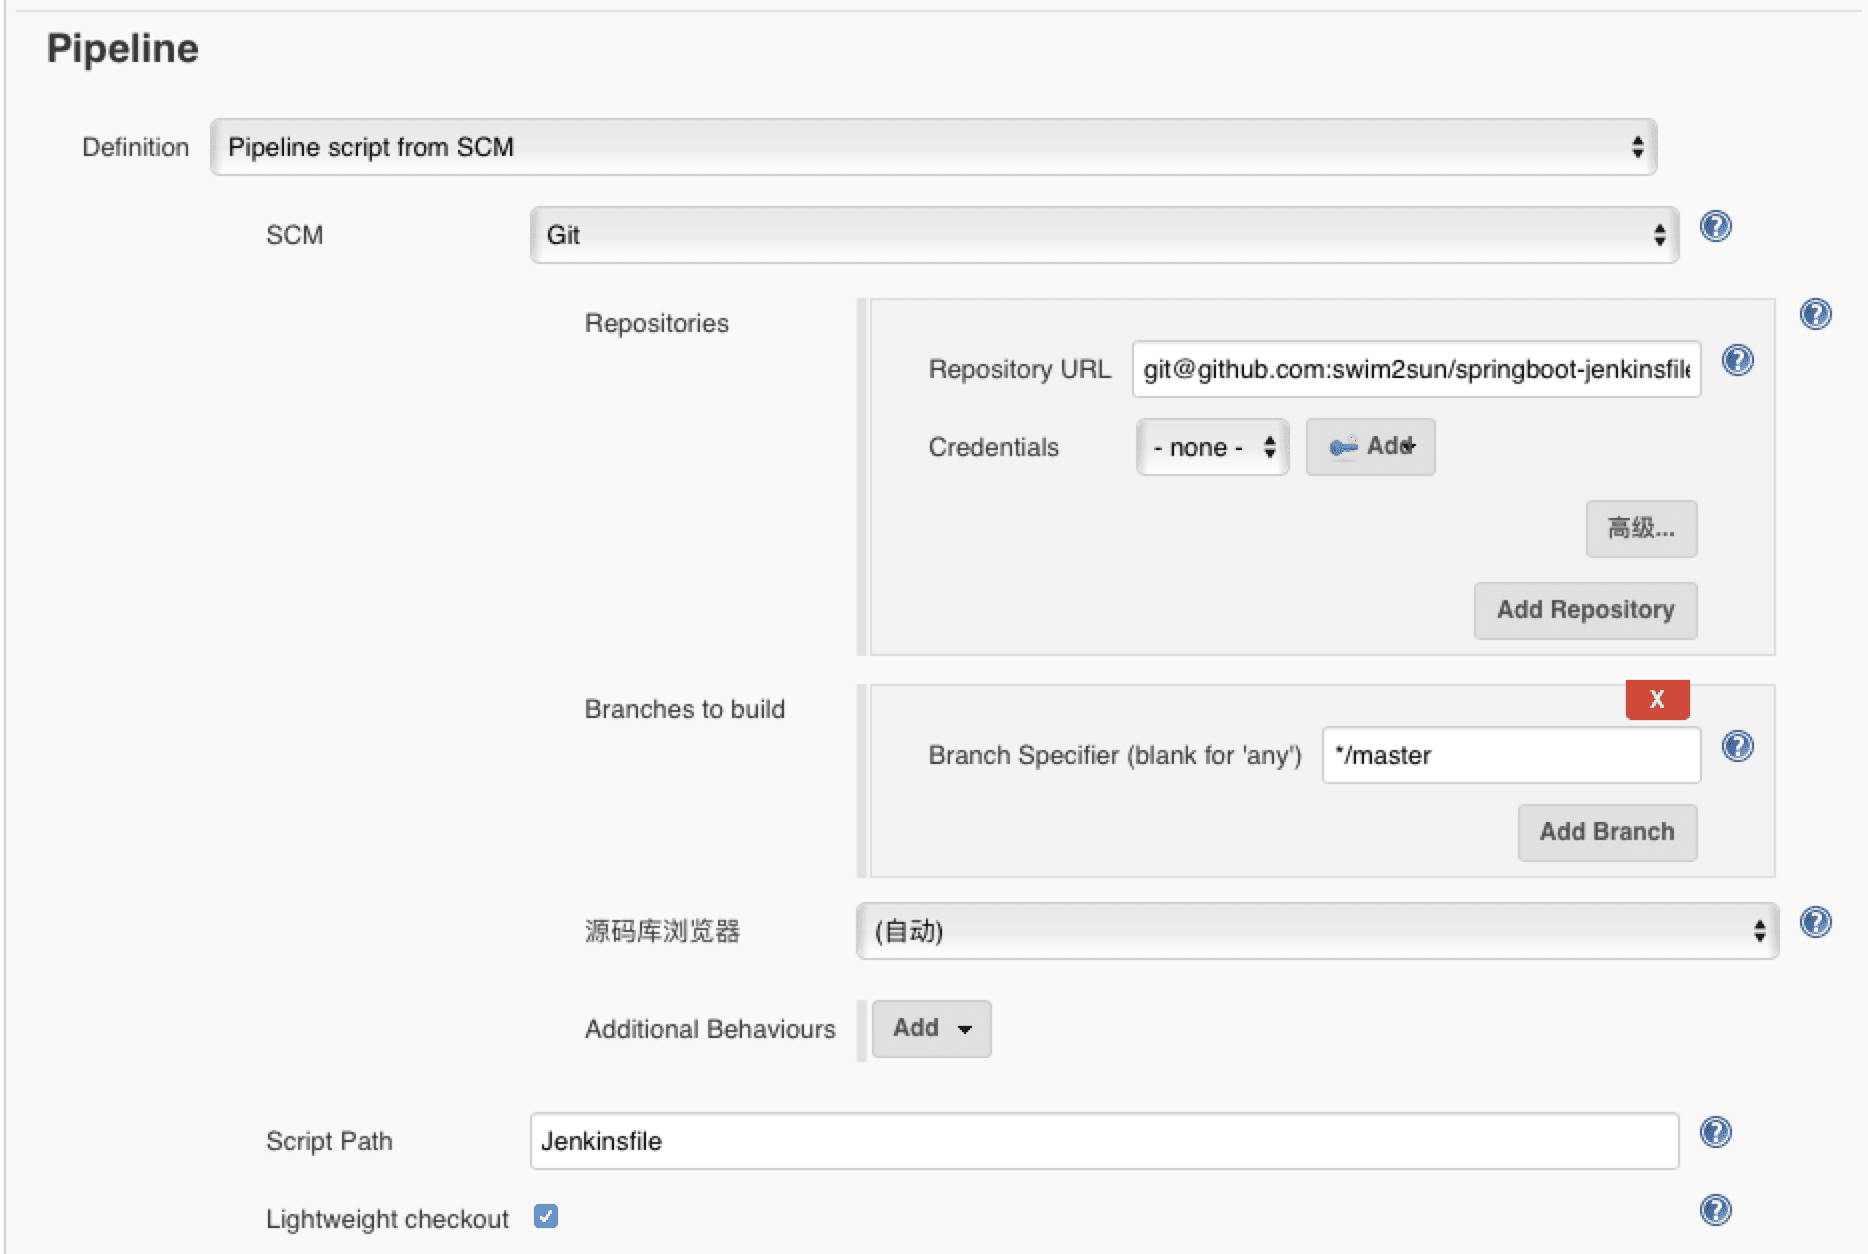 Pipeline
Definition Pipeline script from SCM
SCM Git
Repositories
Repository URL git@github.com:swim2sun/springboot-jenkinsfile
Credentials - none - Add
高级...
Add Repository
Branches to build
X
Branch Specifier (blank for 'any') */master
Add Branch
源码库浏览器 (自动)
Additional Behaviours Add
Script Path Jenkinsfile
Lightweight checkout